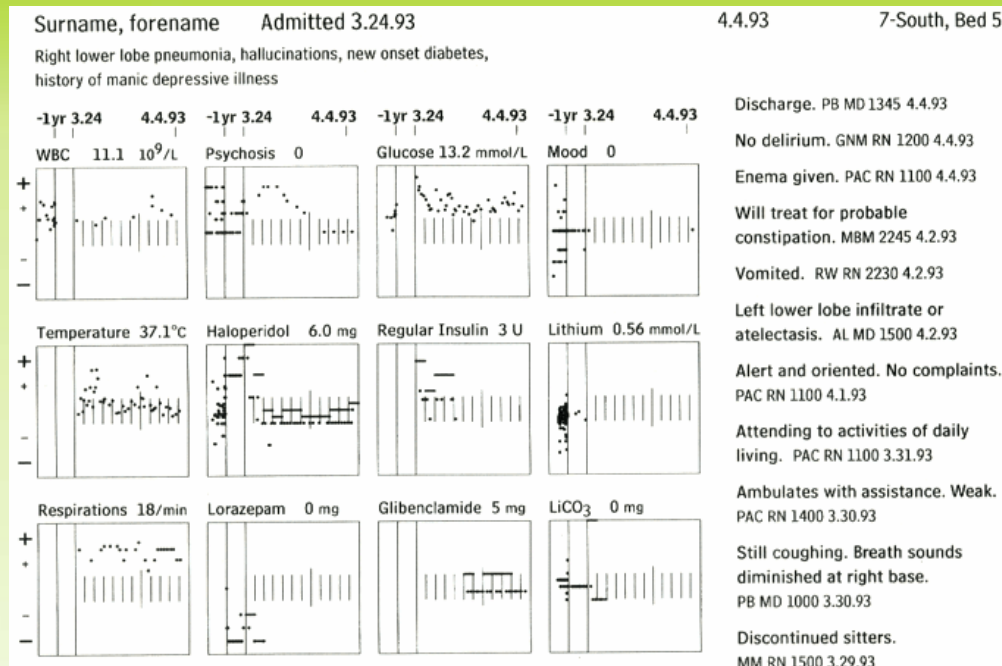 Surname, forename Admitted 3.24.93 4.4.93 7-South, Bed 5
Right lower lobe pneumonia, hallucinations, new onset diabetes,
history of manic depressive illness
-1yr 3.24 4.4.93 -1yr 3.24 4.4.93 -1yr 3.24 4.4.93 -1yr 3.24 4.4.93
WBC 11.1 10⁹/L Psychosis 0 Glucose 13.2 mmol/L Mood 0
+
+
–
–
Temperature 37.1°C Haloperidol 6.0 mg Regular Insulin 3 U Lithium 0.56 mmol/L
+
+
–
–
Respirations 18/min Lorazepam 0 mg Glibenclamide 5 mg LiCO₃ 0 mg
+
+
–
–
Discharge. PB MD 1345 4.4.93
No delirium. GNM RN 1200 4.4.93
Enema given. PAC RN 1100 4.4.93
Will treat for probable
constipation. MBM 2245 4.2.93
Vomited. RW RN 2230 4.2.93
Left lower lobe infiltrate or
atelectasis. AL MD 1500 4.2.93
Alert and oriented. No complaints.
PAC RN 1100 4.1.93
Attending to activities of daily
living. PAC RN 1100 3.31.93
Ambulates with assistance. Weak.
PAC RN 1400 3.30.93
Still coughing. Breath sounds
diminished at right base.
PB MD 1000 3.30.93
Discontinued sitters.
MM RN 1500 3.29.93